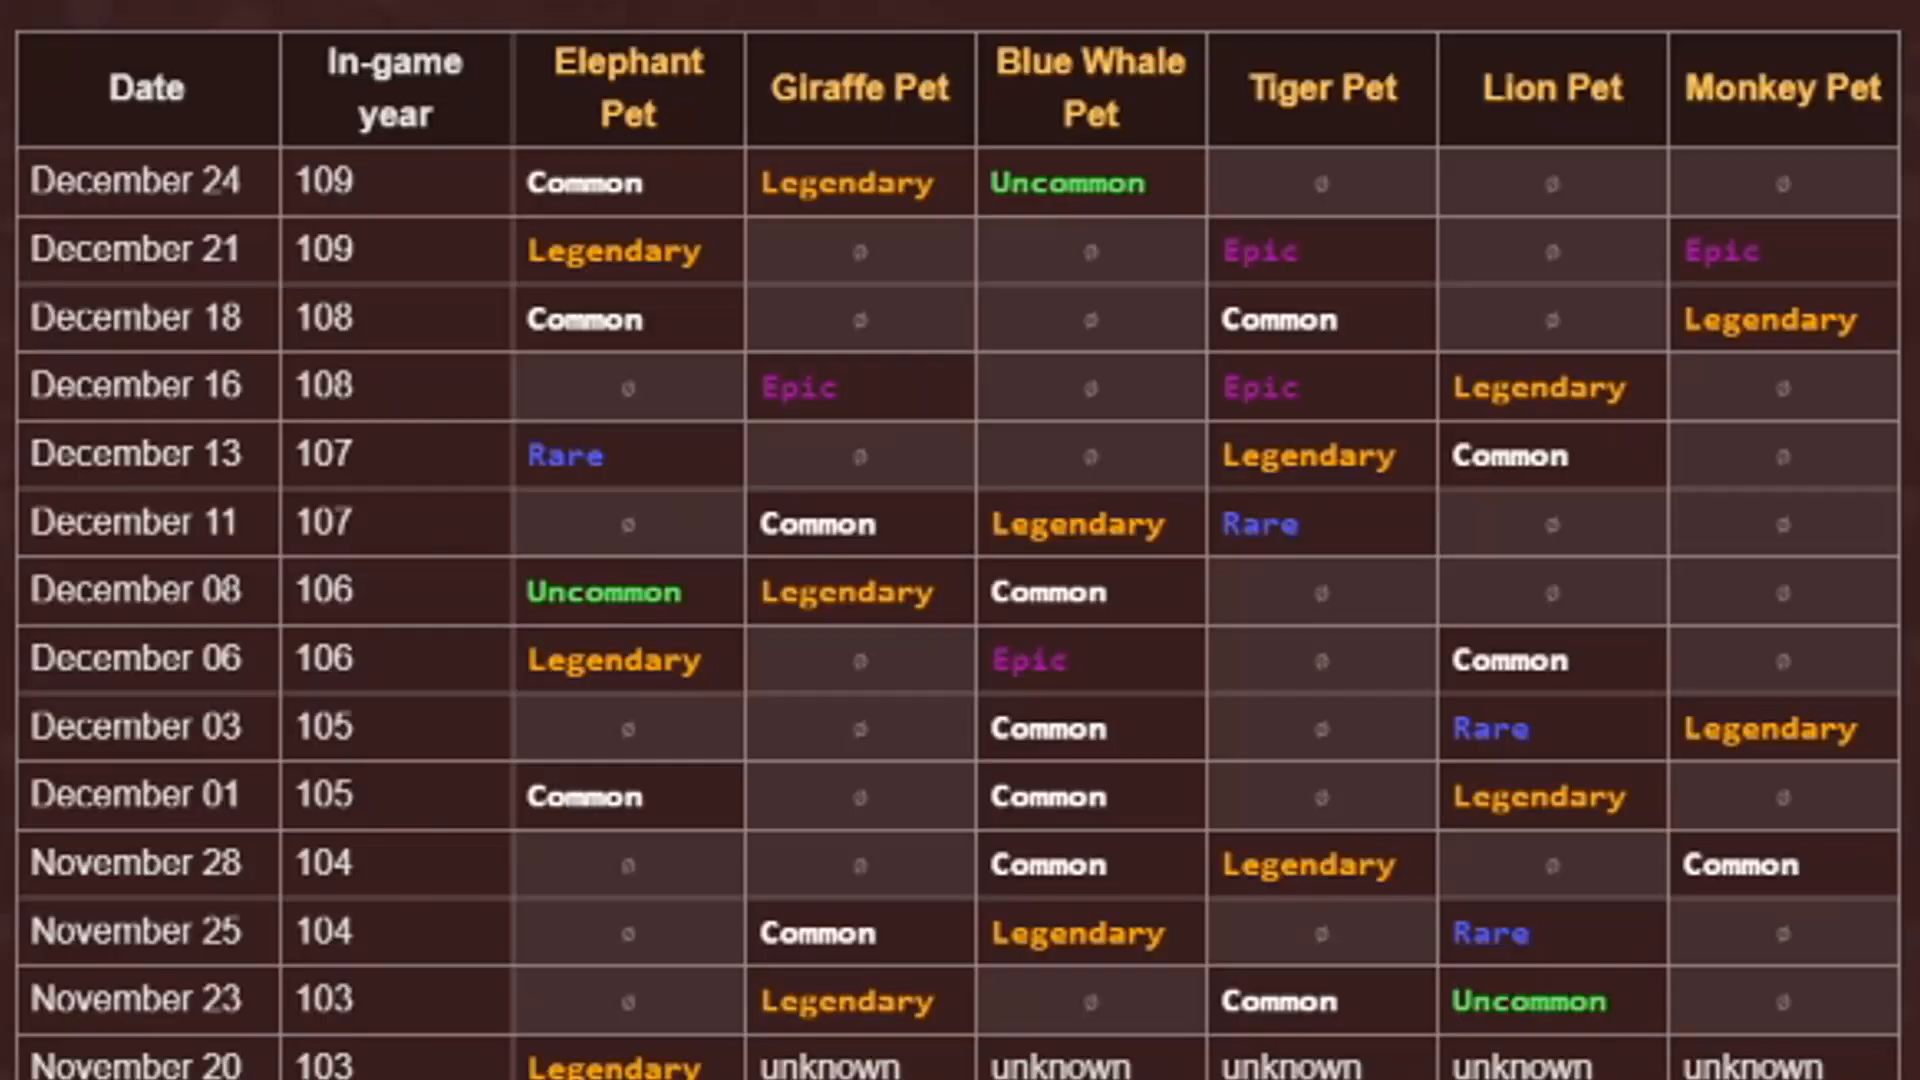 Date In-game year Elephant Pet Giraffe Pet Blue Whale Pet Tiger Pet Lion Pet Monkey Pet
December 24 109 Common Legendary Uncommon ø ø ø
December 21 109 Legendary ø ø Epic ø Epic
December 18 108 Common ø ø Common ø Legendary
December 16 108 ø Epic ø Epic Legendary ø
December 13 107 Rare ø ø Legendary Common ø
December 11 107 ø Common Legendary Rare ø ø
December 08 106 Uncommon Legendary Common ø ø ø
December 06 106 Legendary ø Epic ø Common ø
December 03 105 ø ø Common ø Rare Legendary
December 01 105 Common ø Common ø Legendary ø
November 28 104 ø ø Common Legendary ø Common
November 25 104 ø Common Legendary ø Rare ø
November 23 103 ø Legendary ø Common Uncommon ø
November 20 103 Legendary unknown unknown unknown unknown unknown